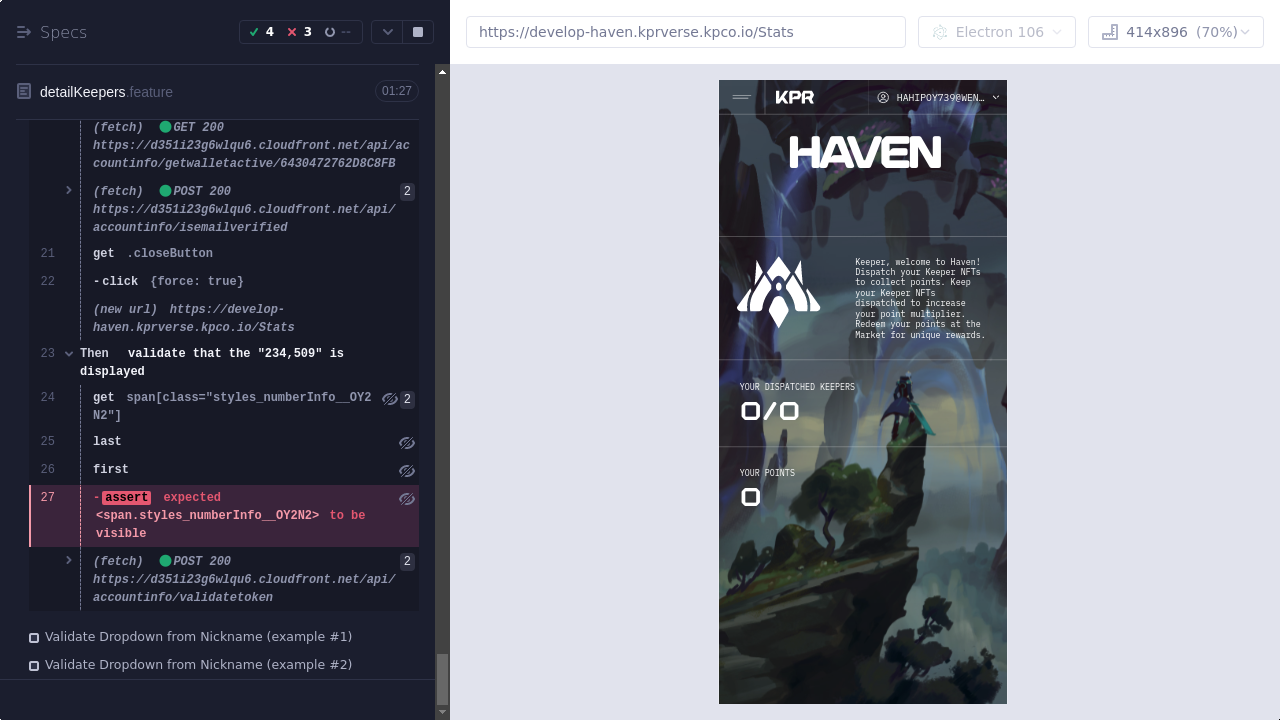 Specs
4
3
--
https://develop-haven.kprverse.kpco.io/Stats
Electron 106
414x896 (70%)
detailKeepers.feature
01:27
(fetch) GET 200
https://d351i23g6wlqu6.cloudfront.net/api/ac
countinfo/getwalletactive/6430472762D8C8FB
(fetch) POST 200
2
https://d351i23g6wlqu6.cloudfront.net/api/
accountinfo/isemailverified
21 get .closeButton
22 -click {force: true}
(new url) https://develop-
haven.kprverse.kpco.io/Stats
23 Then validate that the "234,509" is
displayed
24 get span[class="styles_numberInfo__OY2
2
N2"]
25 last
26 first
27 -assert expected
<span.styles_numberInfo__OY2N2> to be
visible
(fetch) POST 200
2
https://d351i23g6wlqu6.cloudfront.net/api/
accountinfo/validatetoken
Validate Dropdown from Nickname (example #1)
Validate Dropdown from Nickname (example #2)
KPR
HAHIPOY739@WEN…
HAVEN
Keeper, welcome to Haven!
Dispatch your Keeper NFTs
to collect points. Keep
your Keeper NFTs
dispatched to increase
your point multiplier.
Redeem your points at the
Market for unique rewards.
YOUR DISPATCHED KEEPERS
0/0
YOUR POINTS
0